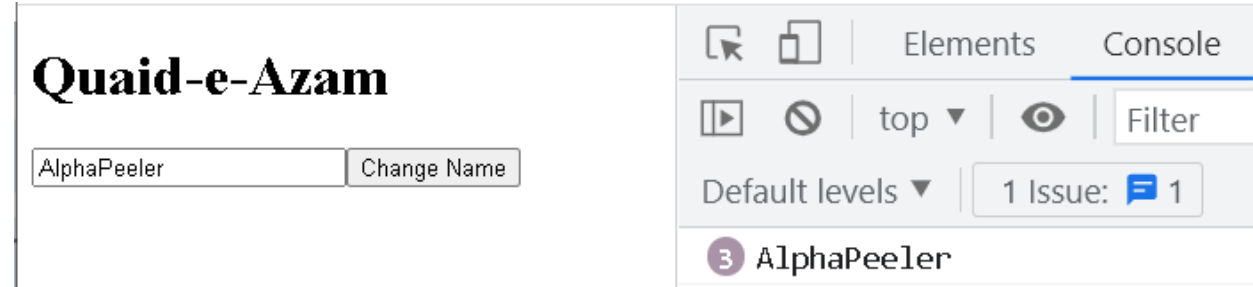 Quaid-e-Azam
AlphaPeeler Change Name
Elements Console
top ▼ Filter
Default levels ▼ 1 Issue: 1
3 AlphaPeeler